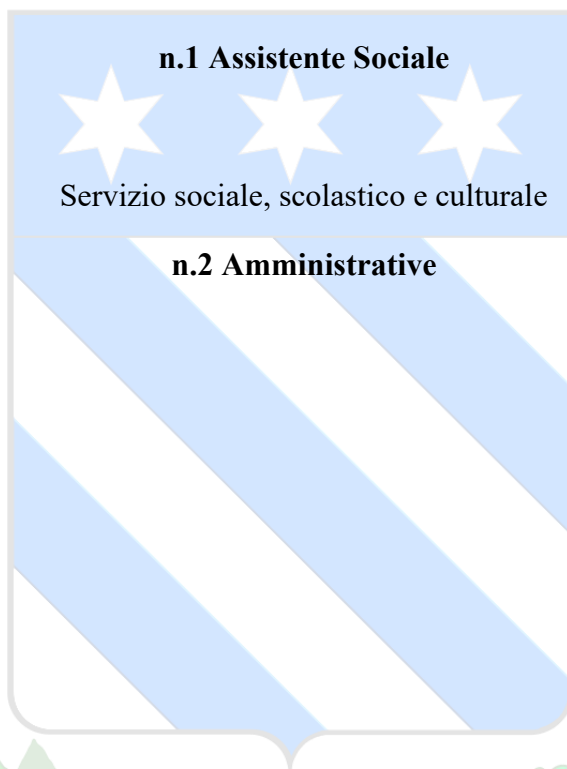 n.1 Assistente Sociale
Servizio sociale, scolastico e culturale
n.2 Amministrative